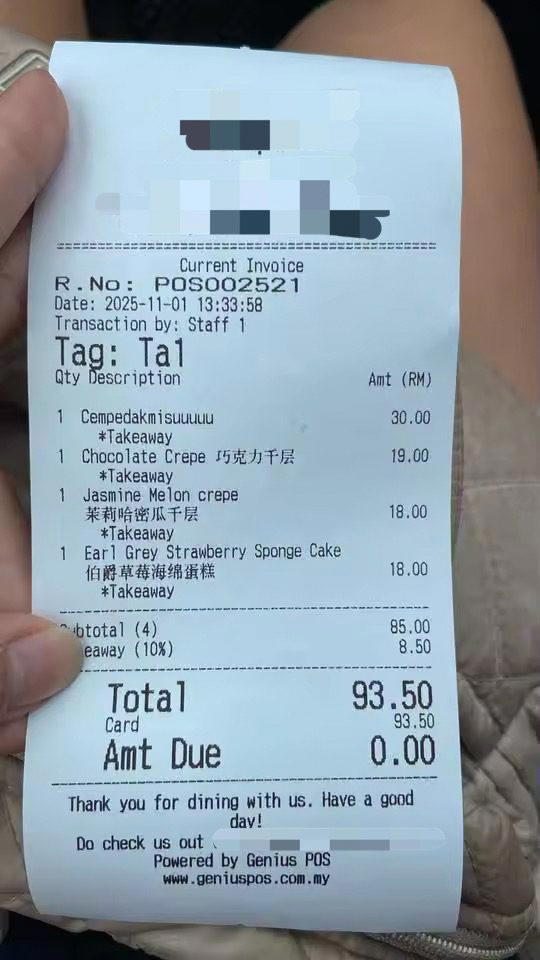 Current Invoice
R.No: POS002521
Date: 2025-11-01 13:33:58
Transaction by: Staff 1
Tag: Ta1
Qty Description Amt (RM)
1 Cempedakmisuuuuu 30.00
*Takeaway
1 Chocolate Crepe 巧克力千层 19.00
*Takeaway
1 Jasmine Melon crepe
茉莉哈密瓜千层 18.00
*Takeaway
1 Earl Grey Strawberry Sponge Cake
伯爵草莓海绵蛋糕 18.00
*Takeaway
ubtotal (4) 85.00
eaway (10%) 8.50
Total 93.50
Card 93.50
Amt Due 0.00
Thank you for dining with us. Have a good
day!
Do check us out
Powered by Genius POS
www.geniuspos.com.my